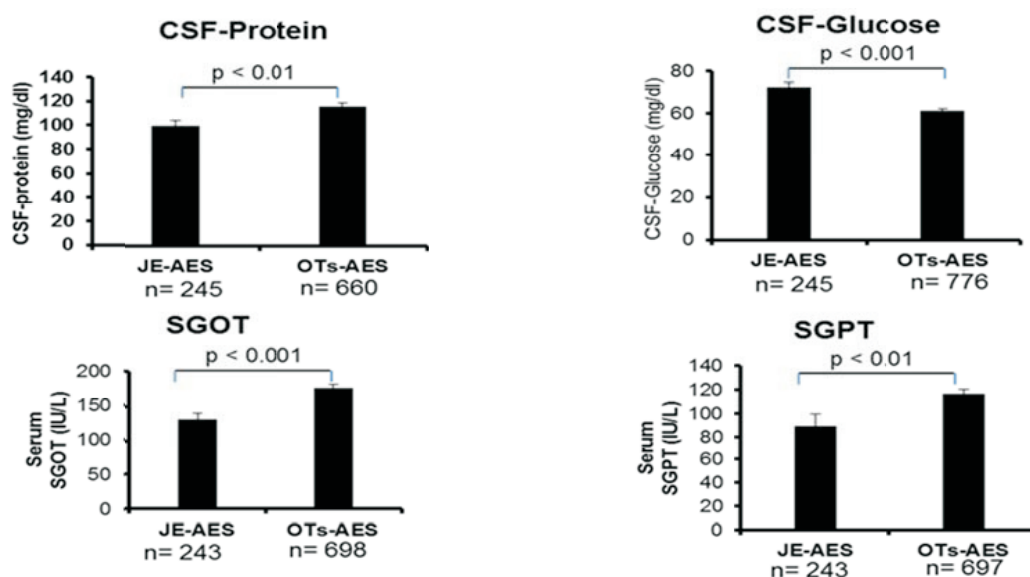 CSF-Protein
p < 0.01
CSF-protein (mg/dl)
140
120
100
80
60
40
20
0
JE-AES OTs-AES
n= 245 n= 660
CSF-Glucose
p < 0.001
CSF-Glucose (mg/dl)
80
60
40
20
0
JE-AES OTs-AES
n= 245 n= 776
SGOT
p < 0.001
Serum
SGOT (IU/L)
200
150
100
50
0
JE-AES OTs-AES
n= 243 n= 698
SGPT
p < 0.01
Serum
SGPT (IU/L)
140
120
100
80
60
40
20
0
JE-AES OTs-AES
n= 243 n= 697